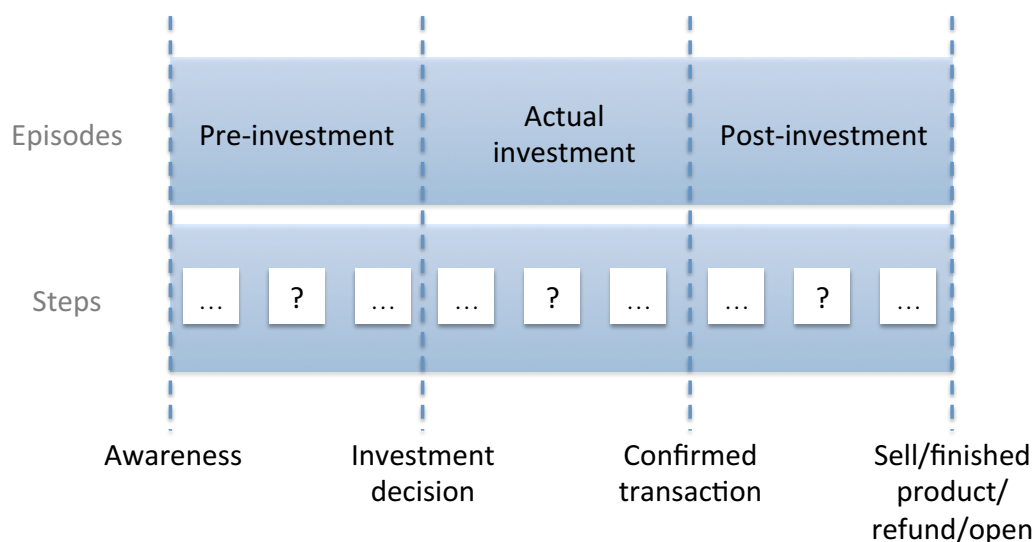 Episodes
Pre-investment
Actual
investment
Post-investment
Steps
... ? ... ... ? ... ... ? ...
Awareness
Investment
decision
Confirmed
transaction
Sell/finished
product/
refund/open